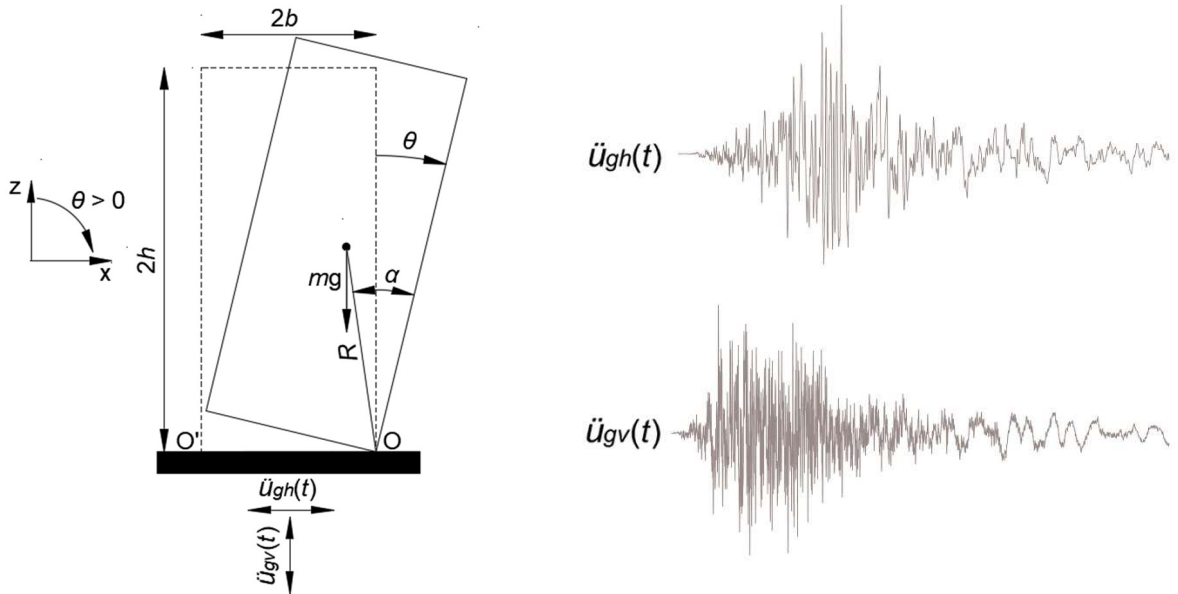 2b
θ
z
θ > 0
x
2h
mg
α
R
O'
O
ügh(t)
ügv(t)
ügh(t)
ügv(t)